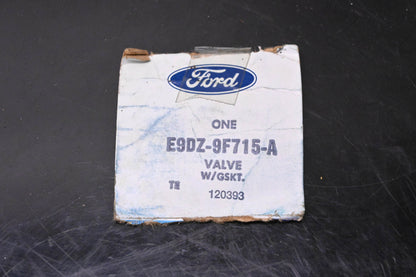 Ford
ONE
E9DZ-9F715-A
VALVE
W/GSKT.
TE 120393